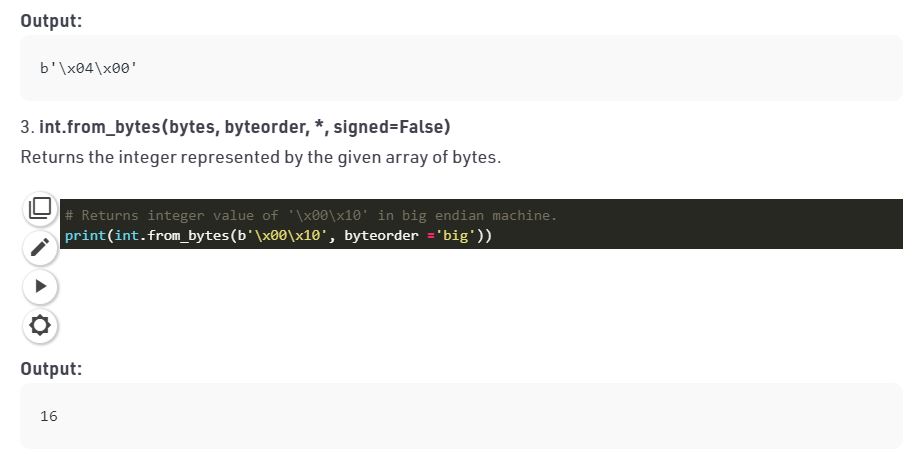 Output:
b'\x04\x00'
3. int.from_bytes(bytes, byteorder, *, signed=False)
Returns the integer represented by the given array of bytes.
# Returns integer value of '\x00\x10' in big endian machine.
print(int.from_bytes(b'\x00\x10', byteorder ='big'))
Output:
16